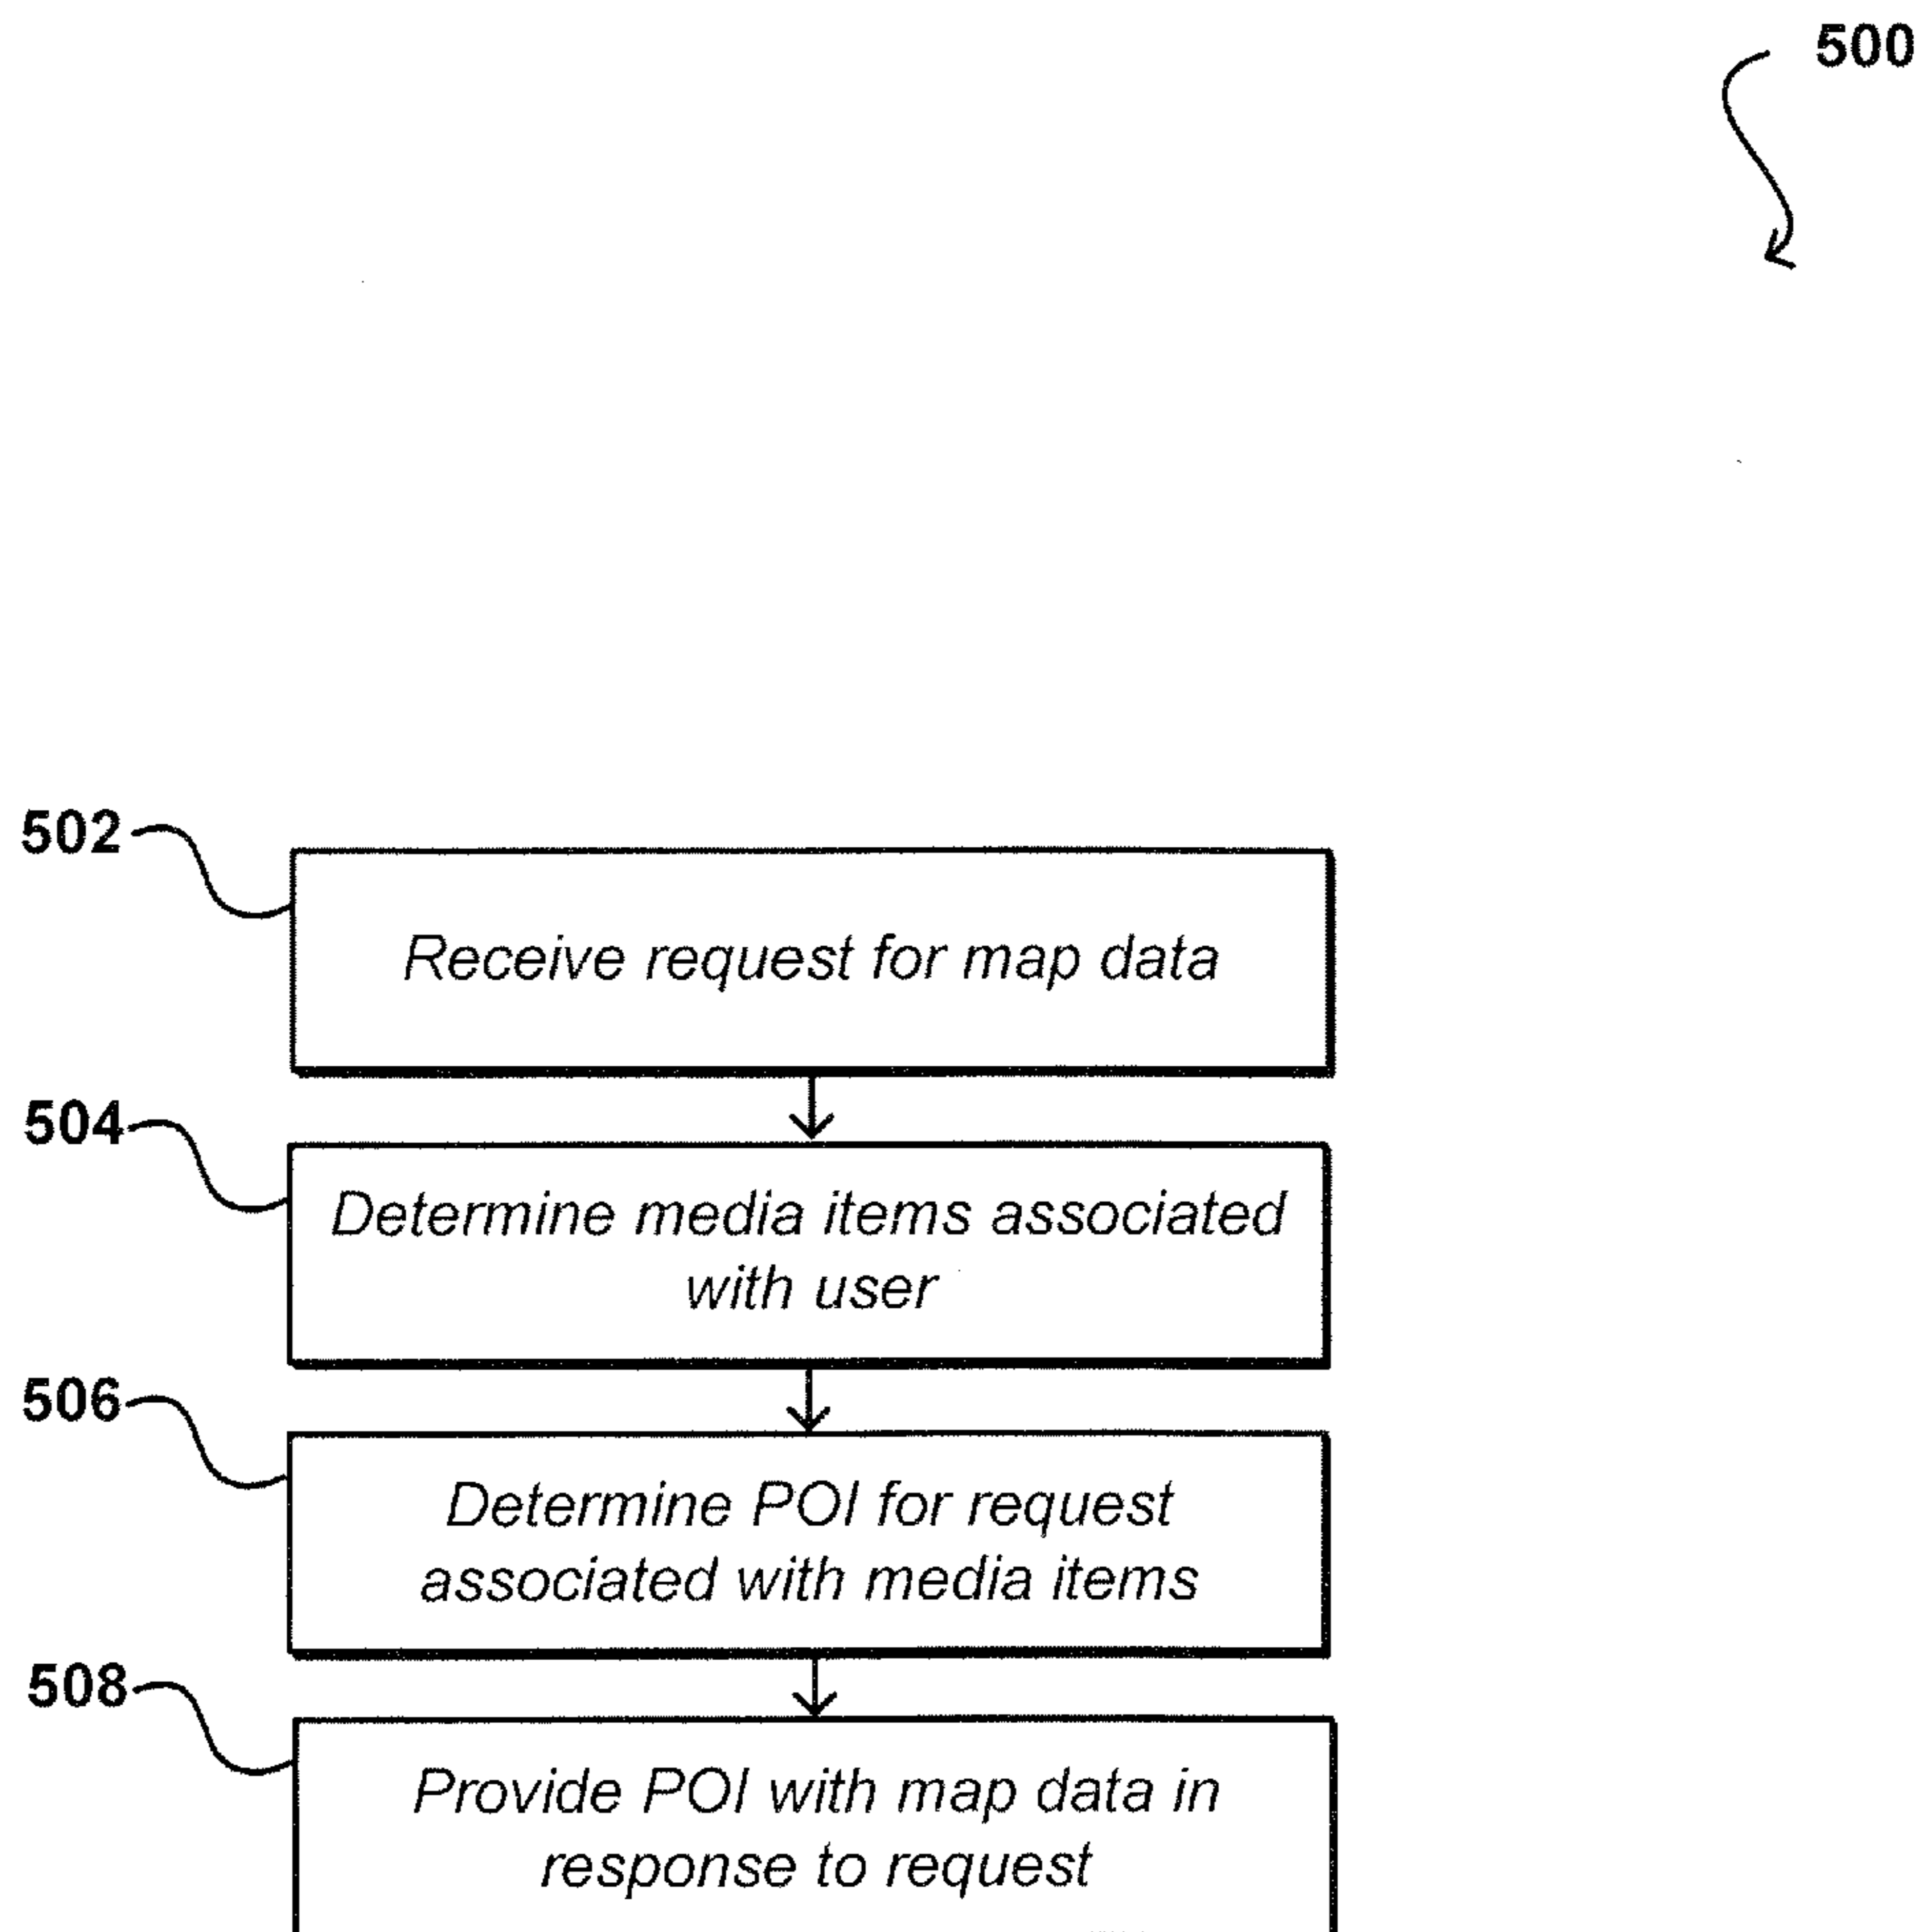 500
502
Receive request for map data
504
Determine media items associated
with user
506
Determine POI for request
associated with media items
508
Provide POI with map data in
response to request